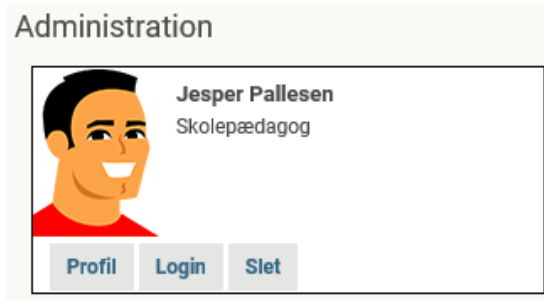 Administration
Jesper Pallesen
Skolepædagog
Profil Login Slet